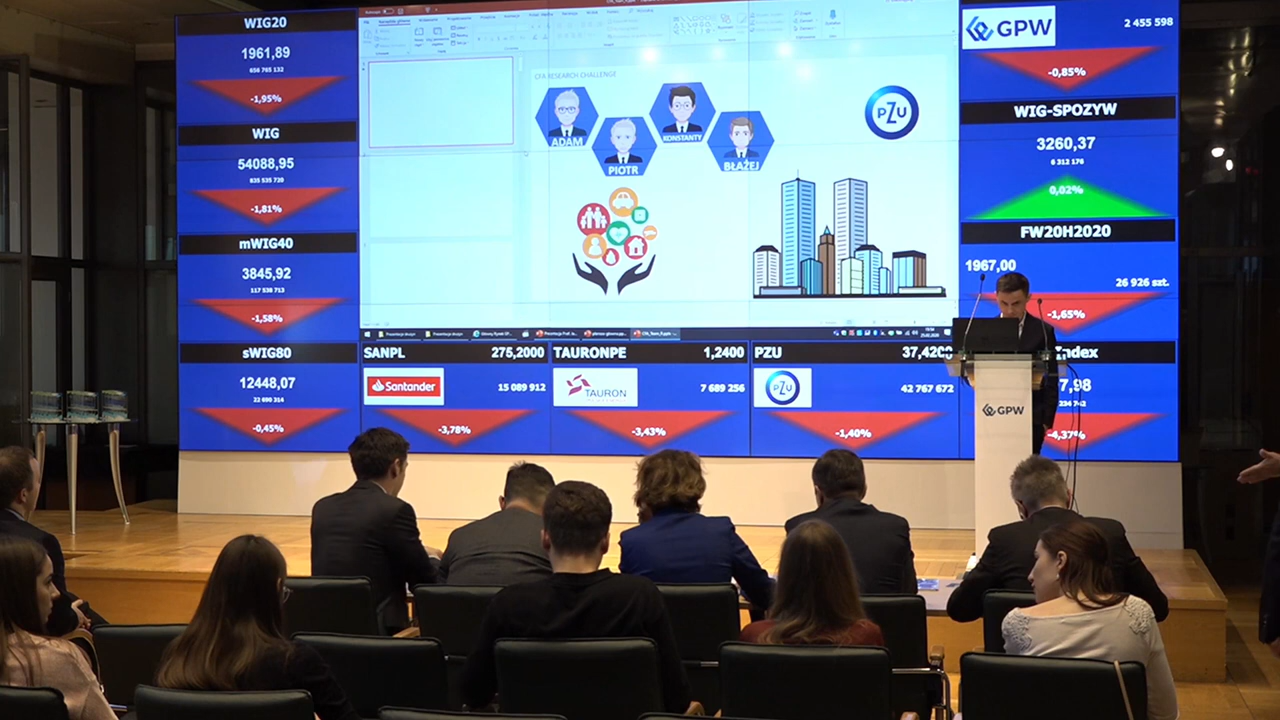 WIG20
1961,89
656 765 132
-1,95%
WIG
54088,95
835 535 720
-1,81%
mWIG40
3845,92
117 538 713
-1,58%
sWIG80
12448,07
22 690 314
-0,45%
CFA RESEARCH CHALLENGE
ADAM
PIOTR
KONSTANTY
BŁAŻEJ
PZU
SANPL 275,2000
Santander
15 089 912
-3,78%
TAURONPE 1,2400
TAURON
7 689 256
-3,43%
PZU 37,4200
PZU
42 767 672
-1,40%
GPW
2 455 598
-0,85%
WIG-SPOZYW
3260,37
6 312 176
0,02%
FW20H2020
1967,00
26 926 szt.
-1,65%
Index
7,98
-4,37%
GPW